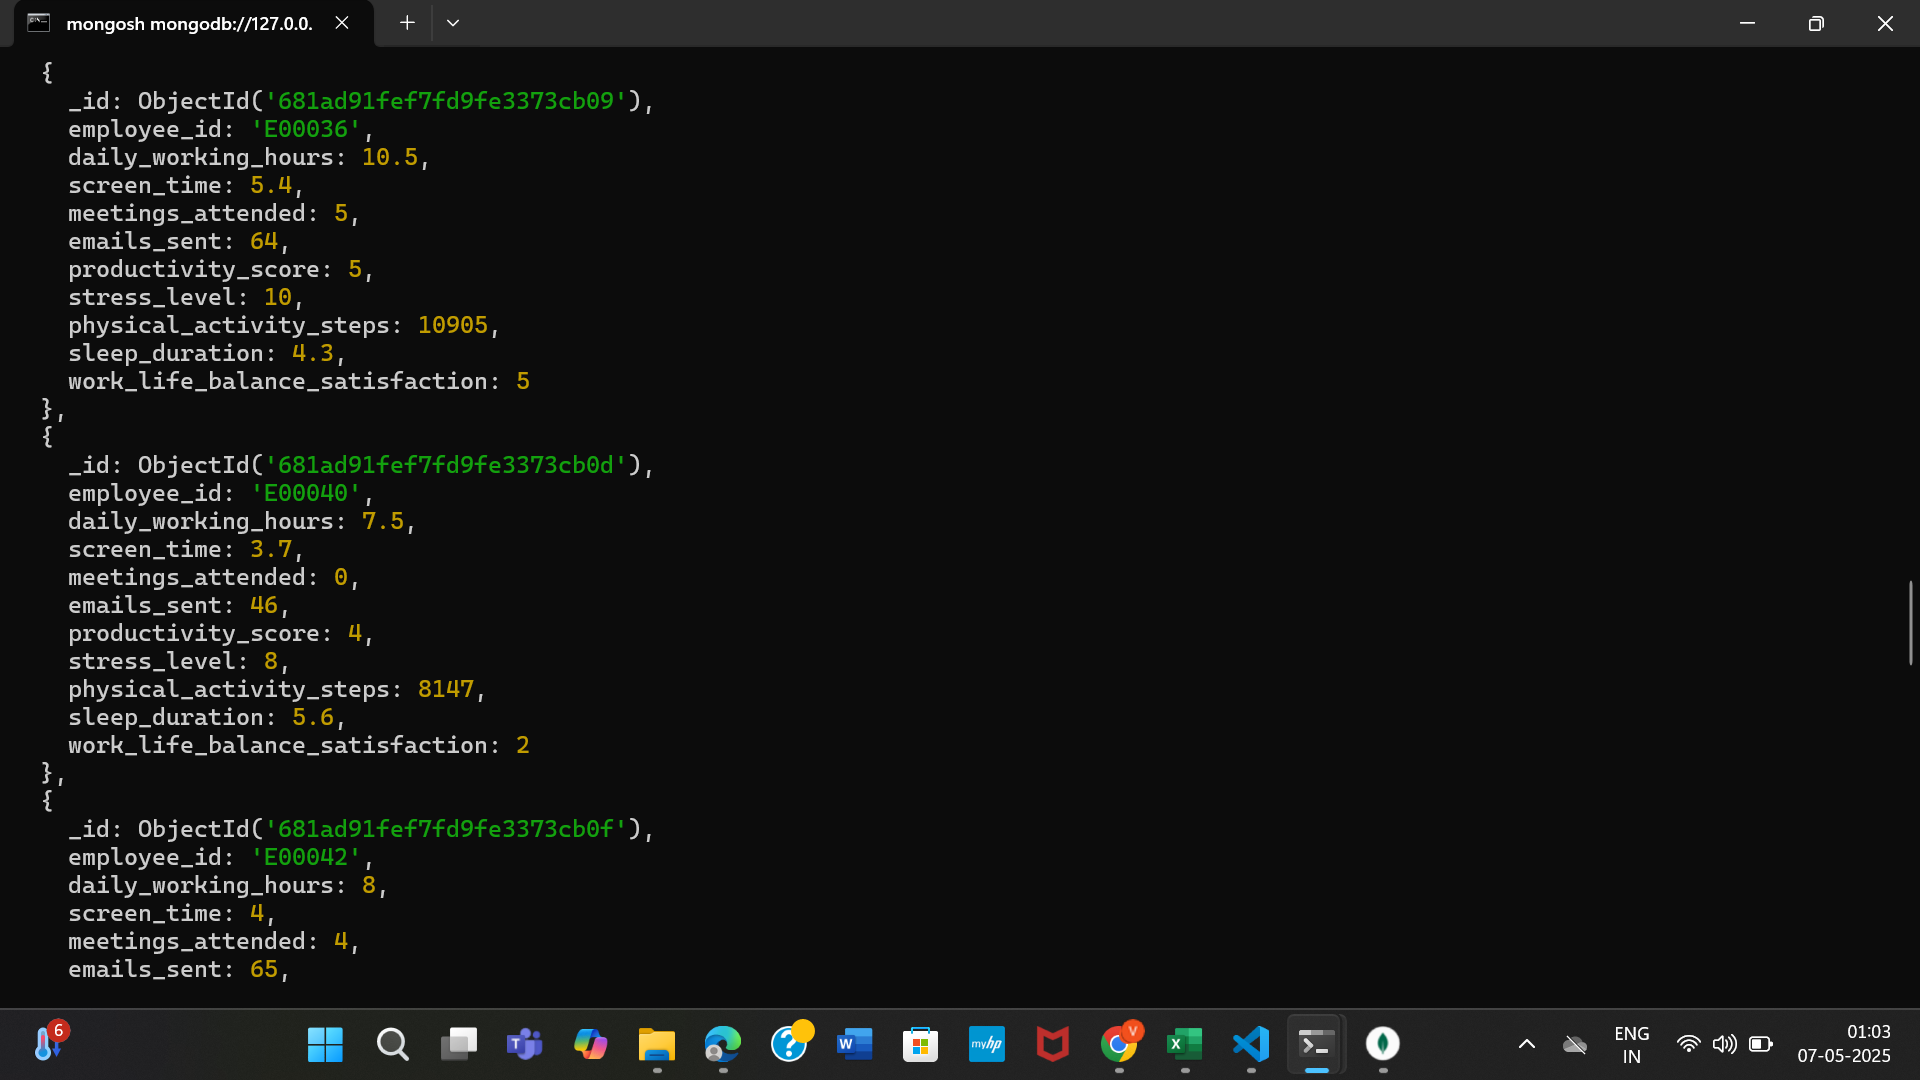 mongosh mongodb://127.0.0.
{
_id: ObjectId('681ad91fef7fd9fe3373cb09'),
employee_id: 'E00036',
daily_working_hours: 10.5,
screen_time: 5.4,
meetings_attended: 5,
emails_sent: 64,
productivity_score: 5,
stress_level: 10,
physical_activity_steps: 10905,
sleep_duration: 4.3,
work_life_balance_satisfaction: 5
},
{
_id: ObjectId('681ad91fef7fd9fe3373cb0d'),
employee_id: 'E00040',
daily_working_hours: 7.5,
screen_time: 3.7,
meetings_attended: 0,
emails_sent: 46,
productivity_score: 4,
stress_level: 8,
physical_activity_steps: 8147,
sleep_duration: 5.6,
work_life_balance_satisfaction: 2
},
{
_id: ObjectId('681ad91fef7fd9fe3373cb0f'),
employee_id: 'E00042',
daily_working_hours: 8,
screen_time: 4,
meetings_attended: 4,
emails_sent: 65,
6
T
?
W
myhp
V
X
ENG
IN
01:03
07-05-2025